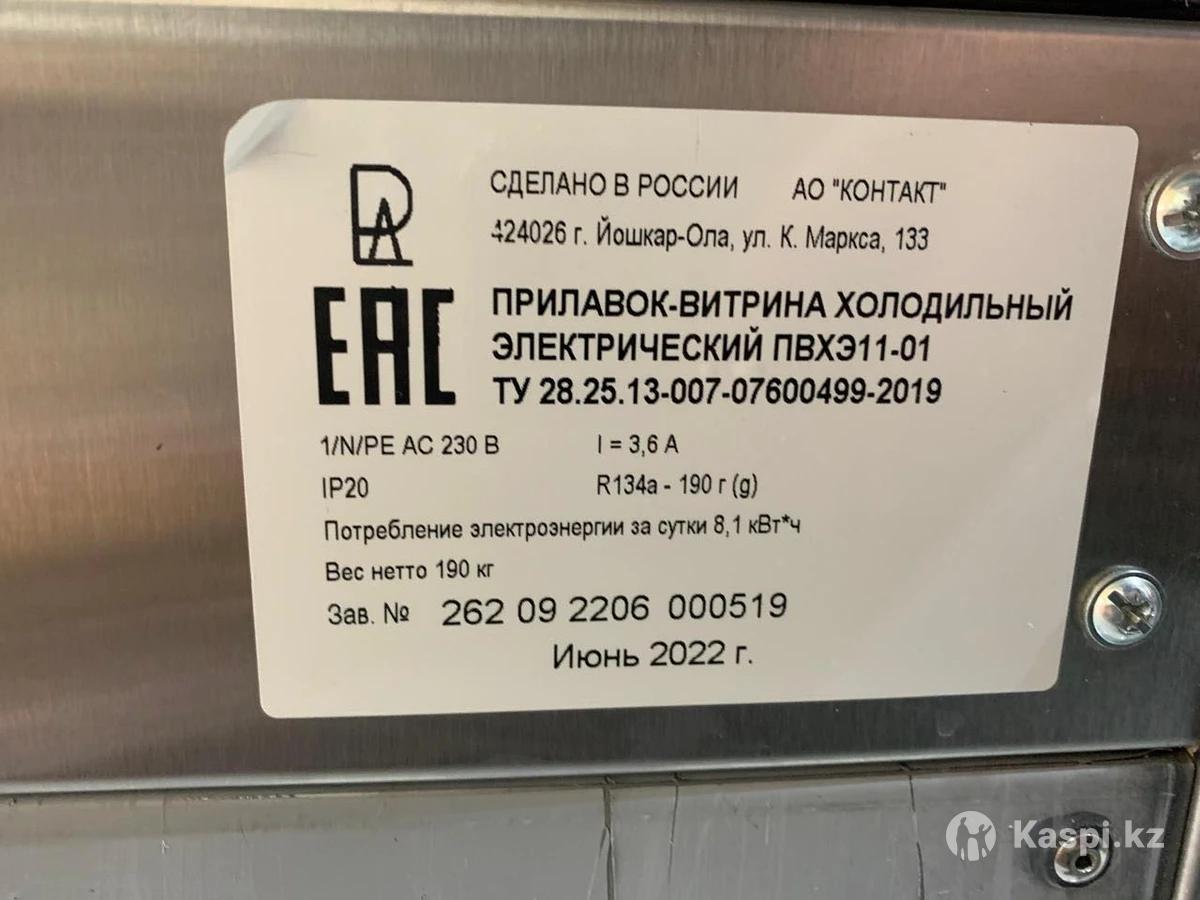 СДЕЛАНО В РОССИИ АО "КОНТАКТ"
424026 г. Йошкар-Ола, ул. К. Маркса, 133
EAC
ПРИЛАВОК-ВИТРИНА ХОЛОДИЛЬНЫЙ
ЭЛЕКТРИЧЕСКИЙ ПВХЭ11-01
ТУ 28.25.13-007-07600499-2019
1/N/PE AC 230 В I = 3,6 А
IP20 R134a - 190 г (g)
Потребление электроэнергии за сутки 8,1 кВт*ч
Вес нетто 190 кг
Зав. № 262 09 2206 000519
Июнь 2022 г.
Kaspi.kz